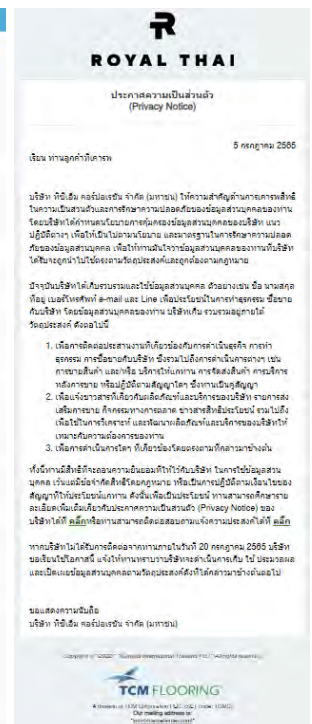 ROYAL THAI
ประกาศความเป็นส่วนตัว
(Privacy Notice)
5 กรกฎาคม 2565
เรียน ท่านลูกค้าที่เคารพ
บริษัท ทีซีเอ็ม คอร์ปอเรชั่น จำกัด (มหาชน) ให้ความสำคัญด้านการเคารพสิทธิ
ในความเป็นส่วนตัวและการรักษาความปลอดภัยของข้อมูลส่วนบุคคลของท่าน
โดยบริษัทได้กำหนดนโยบายการคุ้มครองข้อมูลส่วนบุคคลของบริษัท แนว
ปฏิบัติต่างๆ เพื่อให้เป็นไปตามนโยบาย และมาตรฐานในการรักษาความปลอด
ภัยของข้อมูลส่วนบุคคล เพื่อให้ท่านมั่นใจว่าข้อมูลส่วนบุคคลของท่านที่บริษัท
ได้รับจะถูกนำไปใช้ตรงตามวัตถุประสงค์และถูกต้องตามกฎหมาย
ปัจจุบันบริษัทได้เก็บรวบรวมและใช้ข้อมูลส่วนบุคคล ตัวอย่างเช่น ชื่อ นามสกุล
ที่อยู่ เบอร์โทรศัพท์ e-mail และ Line เพื่อประโยชน์ในการทำธุรกรรม ซื้อขาย
กับบริษัท โดยข้อมูลส่วนบุคคลของท่าน บริษัทฯ เก็บ รวบรวมอยู่ภายใต้
วัตถุประสงค์ ดังต่อไปนี้
1. เพื่อการติดต่อประสานงานที่เกี่ยวข้องกับการดำเนินธุรกิจ การทำ
ธุรกรรม การซื้อขายกับบริษัท ซึ่งรวมไปถึงการดำเนินการต่างๆ เช่น
การขายสินค้า และ/หรือ บริการให้แก่ท่าน การจัดส่งสินค้า การบริการ
หลังการขาย หรือปฏิบัติตามสัญญาใดๆ ซึ่งท่านเป็นคู่สัญญา
2. เพื่อแจ้งข่าวสารที่เกี่ยวกับผลิตภัณฑ์และบริการของบริษัท รายการส่ง
เสริมการขาย กิจกรรมทางการตลาด ข่าวสารสิทธิประโยชน์ รวมไปถึง
เพื่อใช้ในการวิเคราะห์ และพัฒนาผลิตภัณฑ์และบริการของบริษัทให้
เหมาะกับความต้องการของท่าน
3. เพื่อการดำเนินการใดๆ ที่เกี่ยวข้องโดยตรงตามที่กล่าวมาข้างต้น
ทั้งนี้ท่านมีสิทธิที่จะถอนความยินยอมที่ให้ไว้กับบริษัท ในการใช้ข้อมูลส่วน
บุคคล เว้นแต่มีข้อจำกัดสิทธิโดยกฎหมาย หรือเป็นการปฏิบัติตามเงื่อนไขของ
สัญญาที่ให้ประโยชน์แก่ท่าน ดังนั้นเพื่อเป็นประโยชน์ ท่านสามารถศึกษาราย
ละเอียดเพิ่มเติมเกี่ยวกับประกาศความเป็นส่วนตัว (Privacy Notice) ของ
บริษัทได้ที่ คลิ๊กหรือท่านสามารถติดต่อสอบถามแจ้งความประสงค์ได้ที่ คลิ๊ก
หากบริษัทไม่ได้รับการติดต่อจากท่านภายในวันที่ 20 กรกฎาคม 2565 บริษัท
ขอเรียนใช้โอกาสนี้ แจ้งให้ท่านทราบว่าบริษัทจะดำเนินการเก็บ ใช้ ประมวลผล
และเปิดเผยข้อมูลส่วนบุคคลตามวัตถุประสงค์ดังที่ได้กล่าวมาข้างต้นต่อไป
ขอแสดงความนับถือ
บริษัท ทีซีเอ็ม คอร์ปอเรชั่น จำกัด (มหาชน)
TCM FLOORING
Our mailing address is: